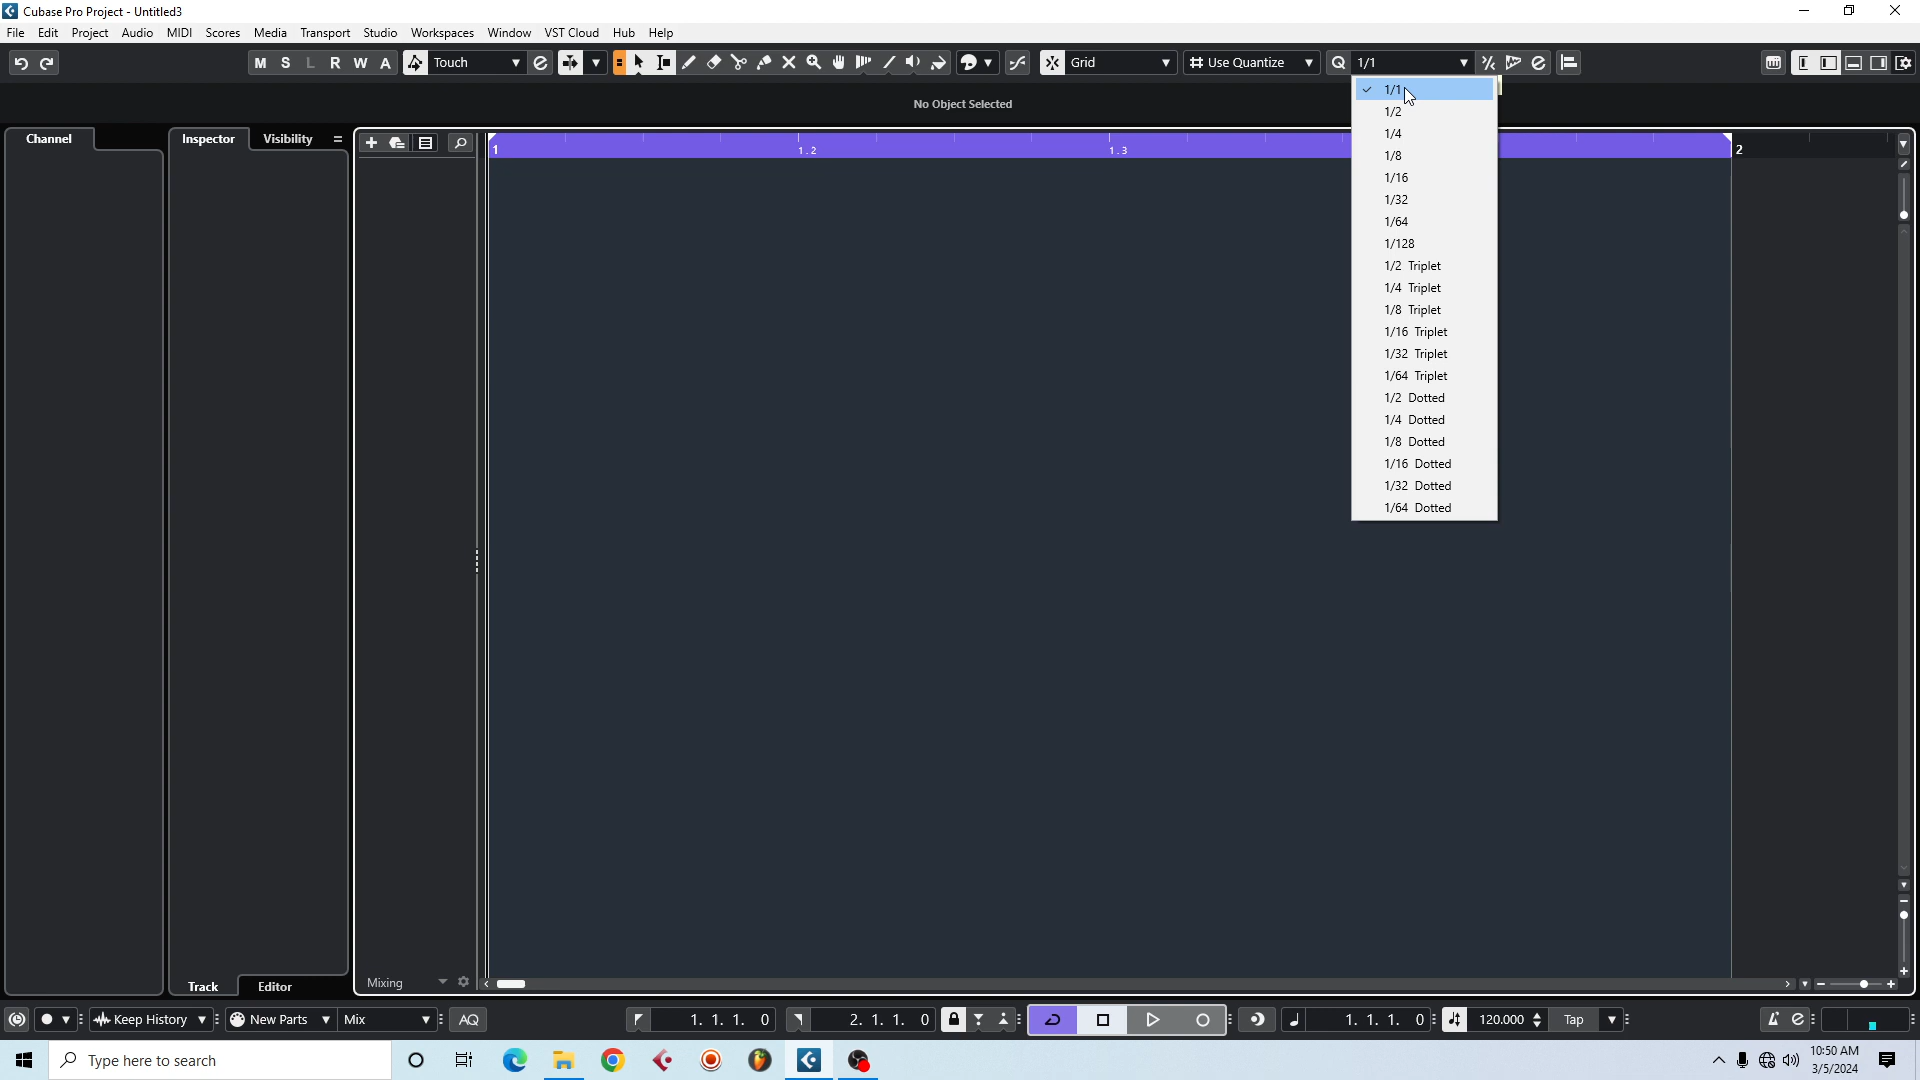 Cubase Pro Project - Untitled3
File Edit Project Audio MIDI Scores Media Transport Studio Workspaces Window VST Cloud Hub Help
M S L R W A Touch Grid Use Quantize Q 1/1
No Object Selected
Channel Inspector Visibility
1 1.2 1.3 2
1/1
1/2
1/4
1/8
1/16
1/32
1/64
1/128
1/2 Triplet
1/4 Triplet
1/8 Triplet
1/16 Triplet
1/32 Triplet
1/64 Triplet
1/2 Dotted
1/4 Dotted
1/8 Dotted
1/16 Dotted
1/32 Dotted
1/64 Dotted
Mixing
Track Editor
Keep History New Parts Mix AQ 1. 1. 1. 0 2. 1. 1. 0 1. 1. 1. 0 120.000 Tap
Type here to search
10:50 AM
3/5/2024